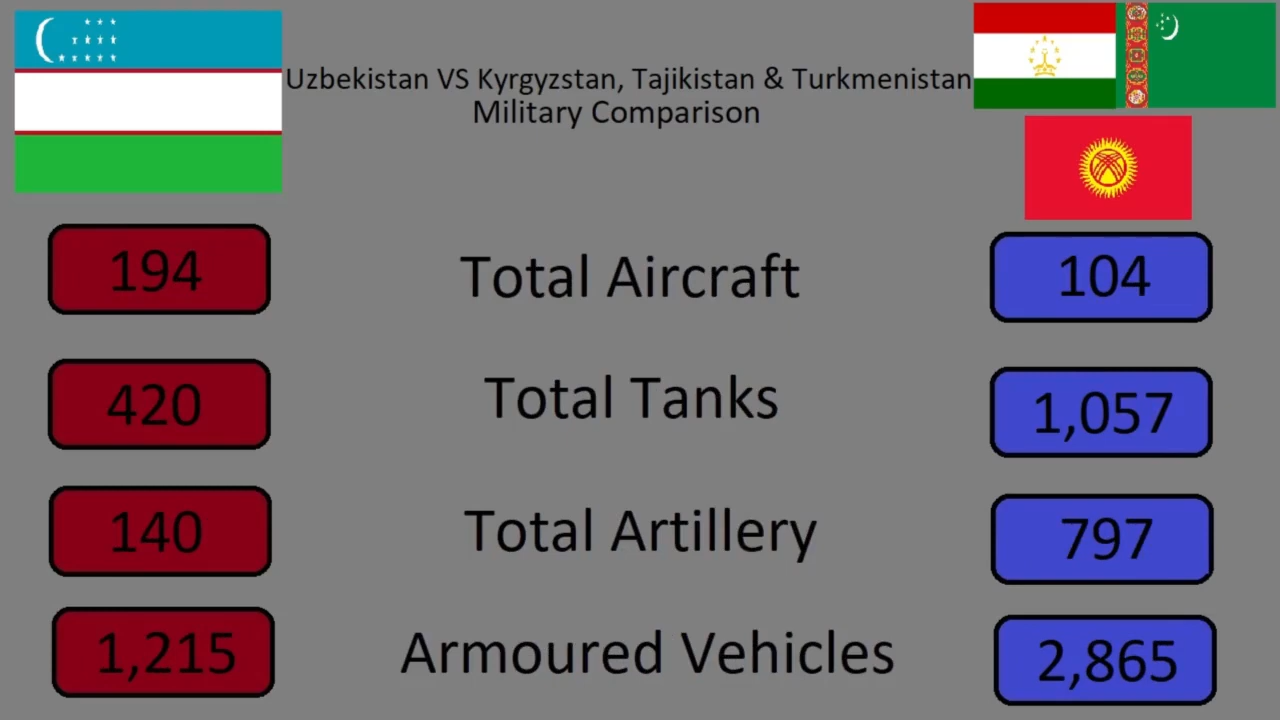 Uzbekistan VS Kyrgyzstan, Tajikistan & Turkmenistan
Military Comparison
194 Total Aircraft 104
420 Total Tanks 1,057
140 Total Artillery 797
1,215 Armoured Vehicles 2,865